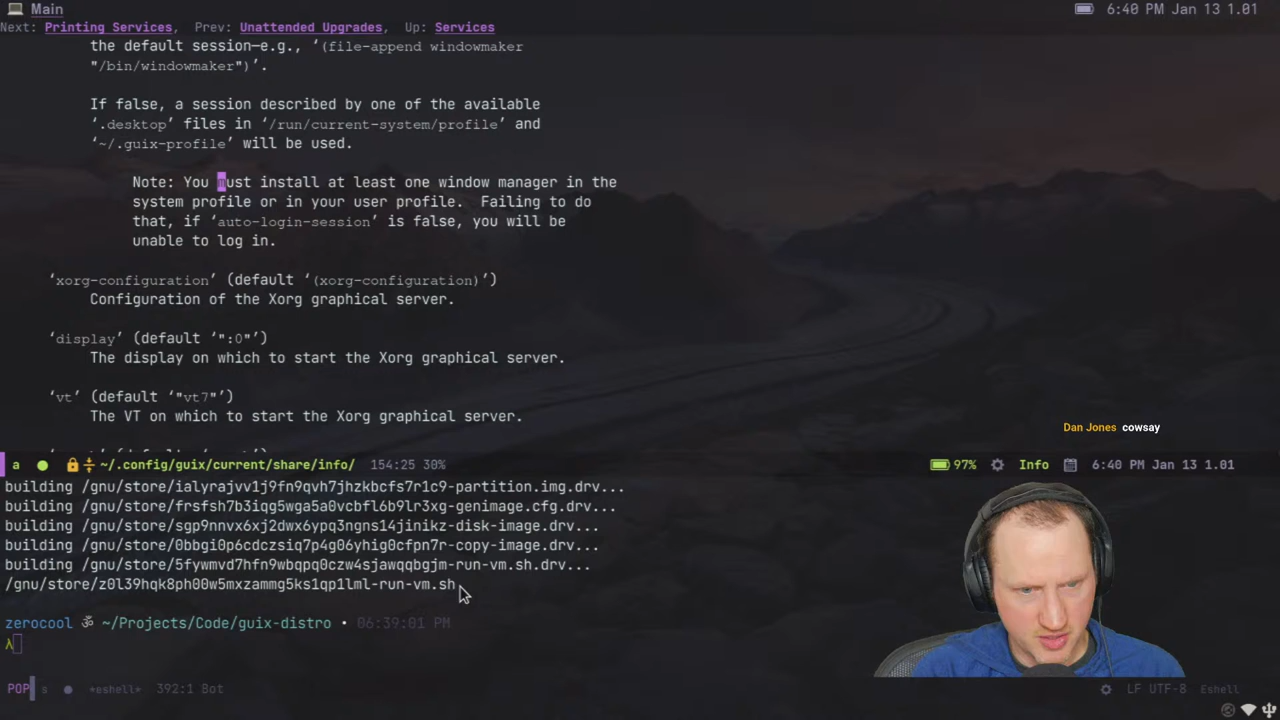 Main
6:40 PM Jan 13 1.01
Next: Printing Services, Prev: Unattended Upgrades, Up: Services
the default session—e.g., ‘(file-append windowmaker
"/bin/windowmaker")’.
If false, a session described by one of the available
‘.desktop’ files in ‘/run/current-system/profile’ and
‘~/.guix-profile’ will be used.
Note: You must install at least one window manager in the
system profile or in your user profile. Failing to do
that, if ‘auto-login-session’ is false, you will be
unable to log in.
‘xorg-configuration’ (default ‘(xorg-configuration)’)
Configuration of the Xorg graphical server.
‘display’ (default ‘":0"’)
The display on which to start the Xorg graphical server.
‘vt’ (default ‘"vt7"’)
The VT on which to start the Xorg graphical server.
Dan Jones cowsay
a ~/.config/guix/current/share/info/ 154:25 30% 97% Info 6:40 PM Jan 13 1.01
building /gnu/store/ialyrajvv1j9fn9qvh7jhzkbcfs7r1c9-partition.img.drv...
building /gnu/store/frsfsh7b3iqg5wga5a0vcbfl6b9lr3xg-genimage.cfg.drv...
building /gnu/store/sgp9nnvx6xj2dwx6ypq3ngns14jinikz-disk-image.drv...
building /gnu/store/0bbgi0p6cdczsiq7p4g06yhig0cfpn7r-copy-image.drv...
building /gnu/store/5fywmvd7hfn9wbqpq0czw4sjawqqbgjm-run-vm.sh.drv...
/gnu/store/z0l39hqk8ph00w5mxzammg5ks1qp1lml-run-vm.sh
zerocool ॐ ~/Projects/Code/guix-distro • 06:39:01 PM
λ
POP s *eshell* 392:1 Bot LF UTF-8 Eshell